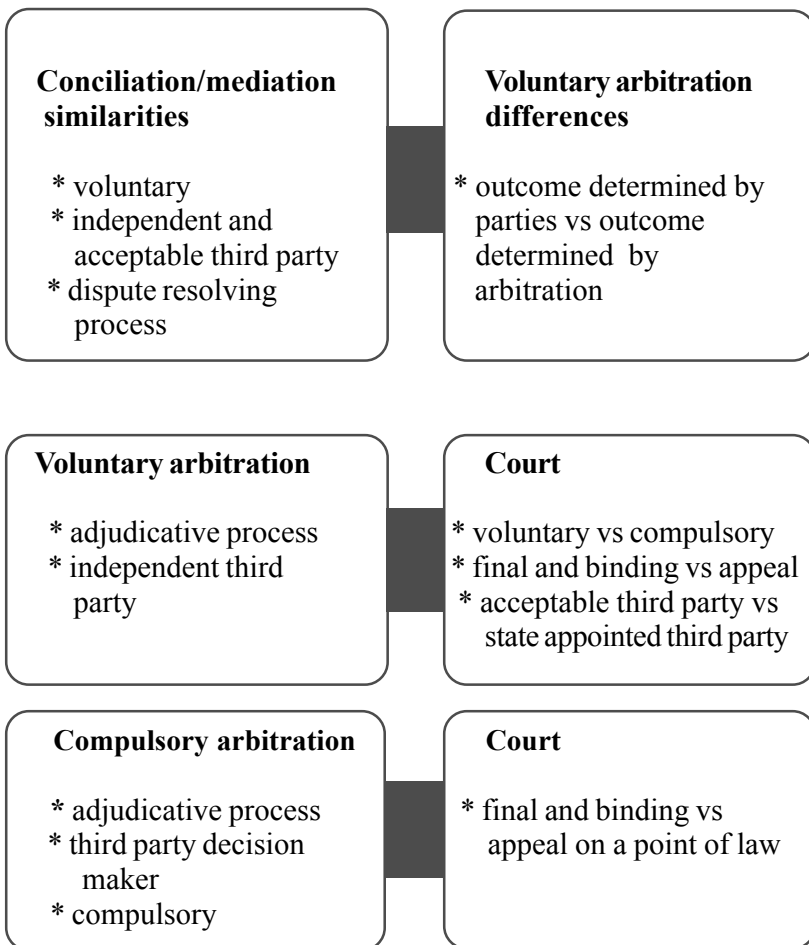 Conciliation/mediation
similarities
* voluntary
* independent and
acceptable third party
* dispute resolving
process
Voluntary arbitration
differences
* outcome determined by
parties vs outcome
determined by
arbitration
Voluntary arbitration
* adjudicative process
* independent third
party
Court
* voluntary vs compulsory
* final and binding vs appeal
* acceptable third party vs
state appointed third party
Compulsory arbitration
* adjudicative process
* third party decision
maker
* compulsory
Court
* final and binding vs
appeal on a point of law